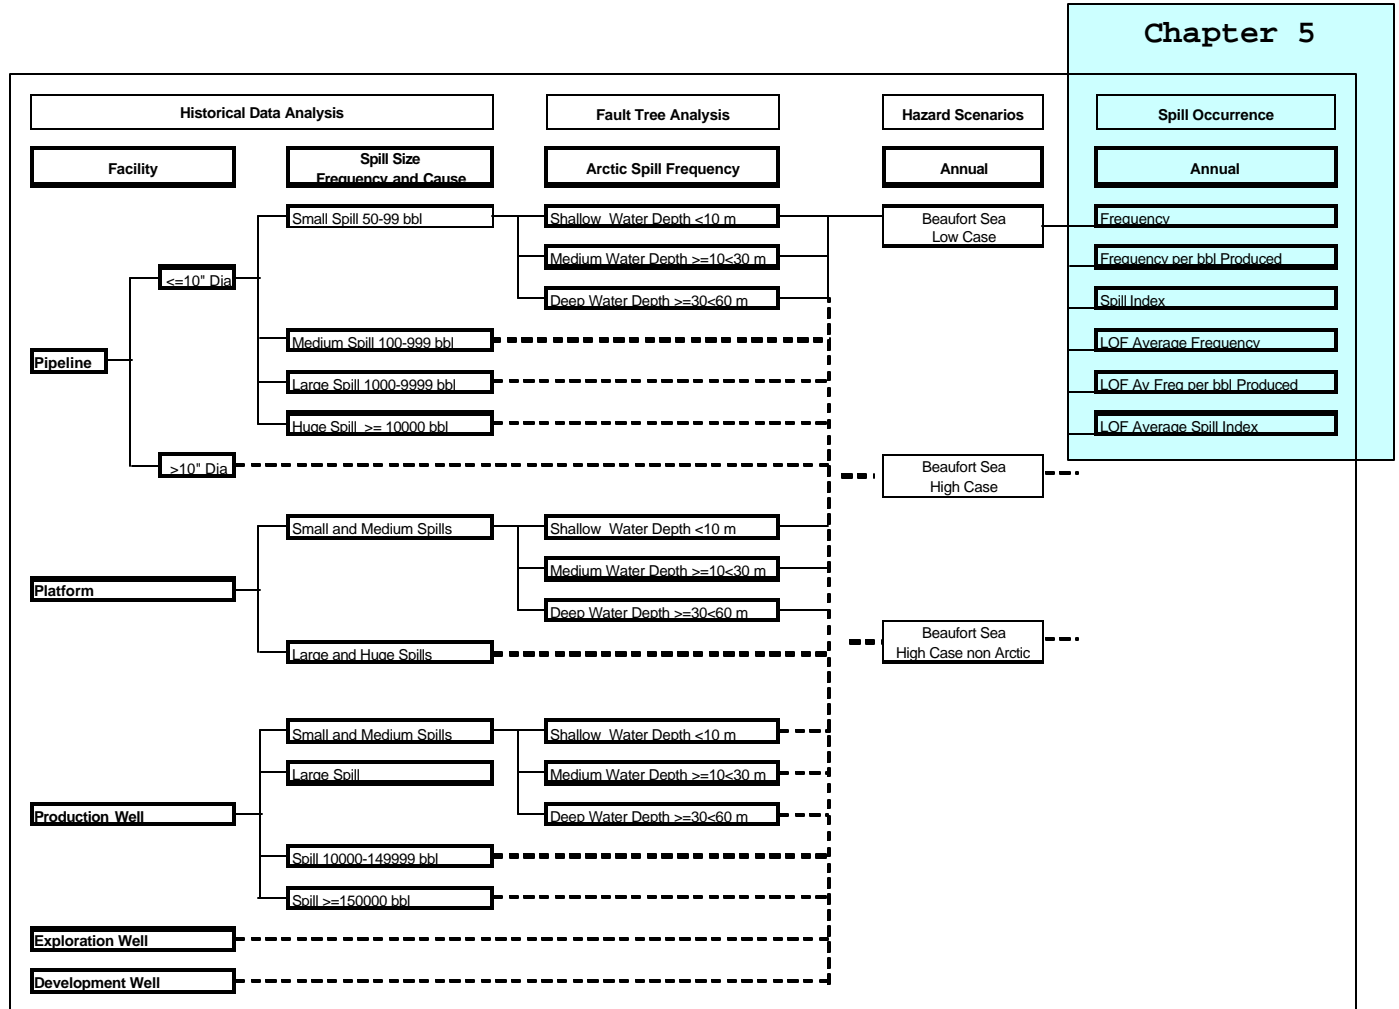 Chapter 5
Historical Data Analysis
Fault Tree Analysis
Hazard Scenarios
Spill Occurrence
Facility
Spill Size
Frequency and Cause
Arctic Spill Frequency
Annual
Annual
Small Spill 50-99 bbl
Shallow Water Depth <10 m
Beaufort Sea
Low Case
Frequency
Medium Water Depth >=10<30 m
Frequency per bbl Produced
<=10" Dia
Deep Water Depth >=30<60 m
Spill Index
Medium Spill 100-999 bbl
LOF Average Frequency
Pipeline
Large Spill 1000-9999 bbl
LOF Av Freq per bbl Produced
Huge Spill >= 10000 bbl
LOF Average Spill Index
>10" Dia
Beaufort Sea
High Case
Small and Medium Spills
Shallow Water Depth <10 m
Medium Water Depth >=10<30 m
Platform
Deep Water Depth >=30<60 m
Large and Huge Spills
Beaufort Sea
High Case non Arctic
Small and Medium Spills
Shallow Water Depth <10 m
Large Spill
Medium Water Depth >=10<30 m
Production Well
Deep Water Depth >=30<60 m
Spill 10000-149999 bbl
Spill >=150000 bbl
Exploration Well
Development Well